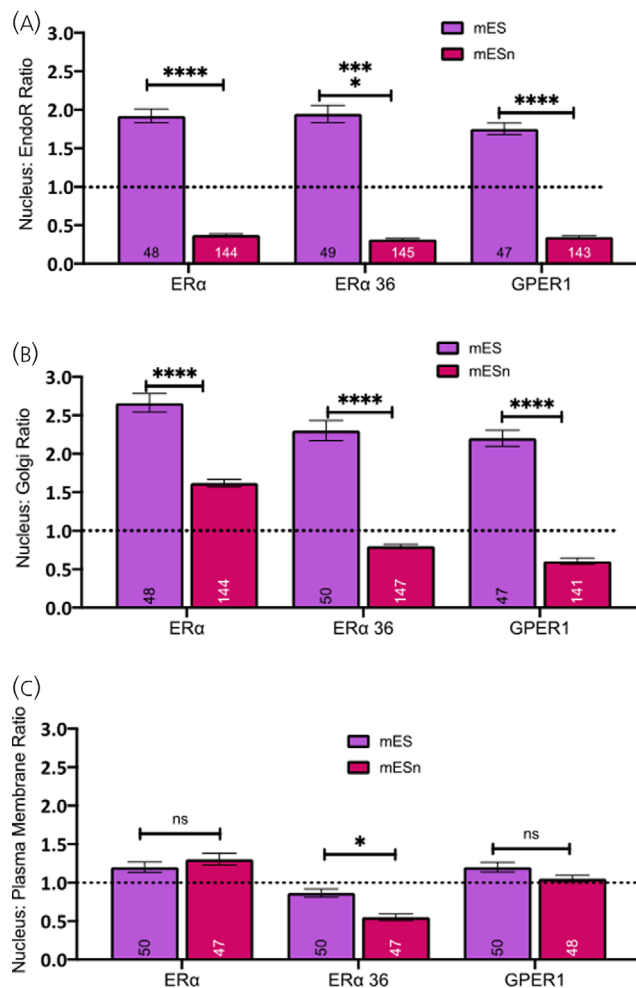 (A)
mES
mESn
Nucleus: EndoR Ratio
3.0
2.5
2.0
1.5
1.0
0.5
0.0
****
***
*
****
48
144
49
145
47
143
ERα
ERα 36
GPER1
(B)
mES
mESn
Nucleus: Golgi Ratio
3.0
2.5
2.0
1.5
1.0
0.5
0.0
****
****
****
48
144
50
147
47
141
ERα
ERα 36
GPER1
(C)
mES
mESn
Nucleus: Plasma Membrane Ratio
3.0
2.5
2.0
1.5
1.0
0.5
0.0
ns
*
ns
50
47
50
47
50
48
ERα
ERα 36
GPER1